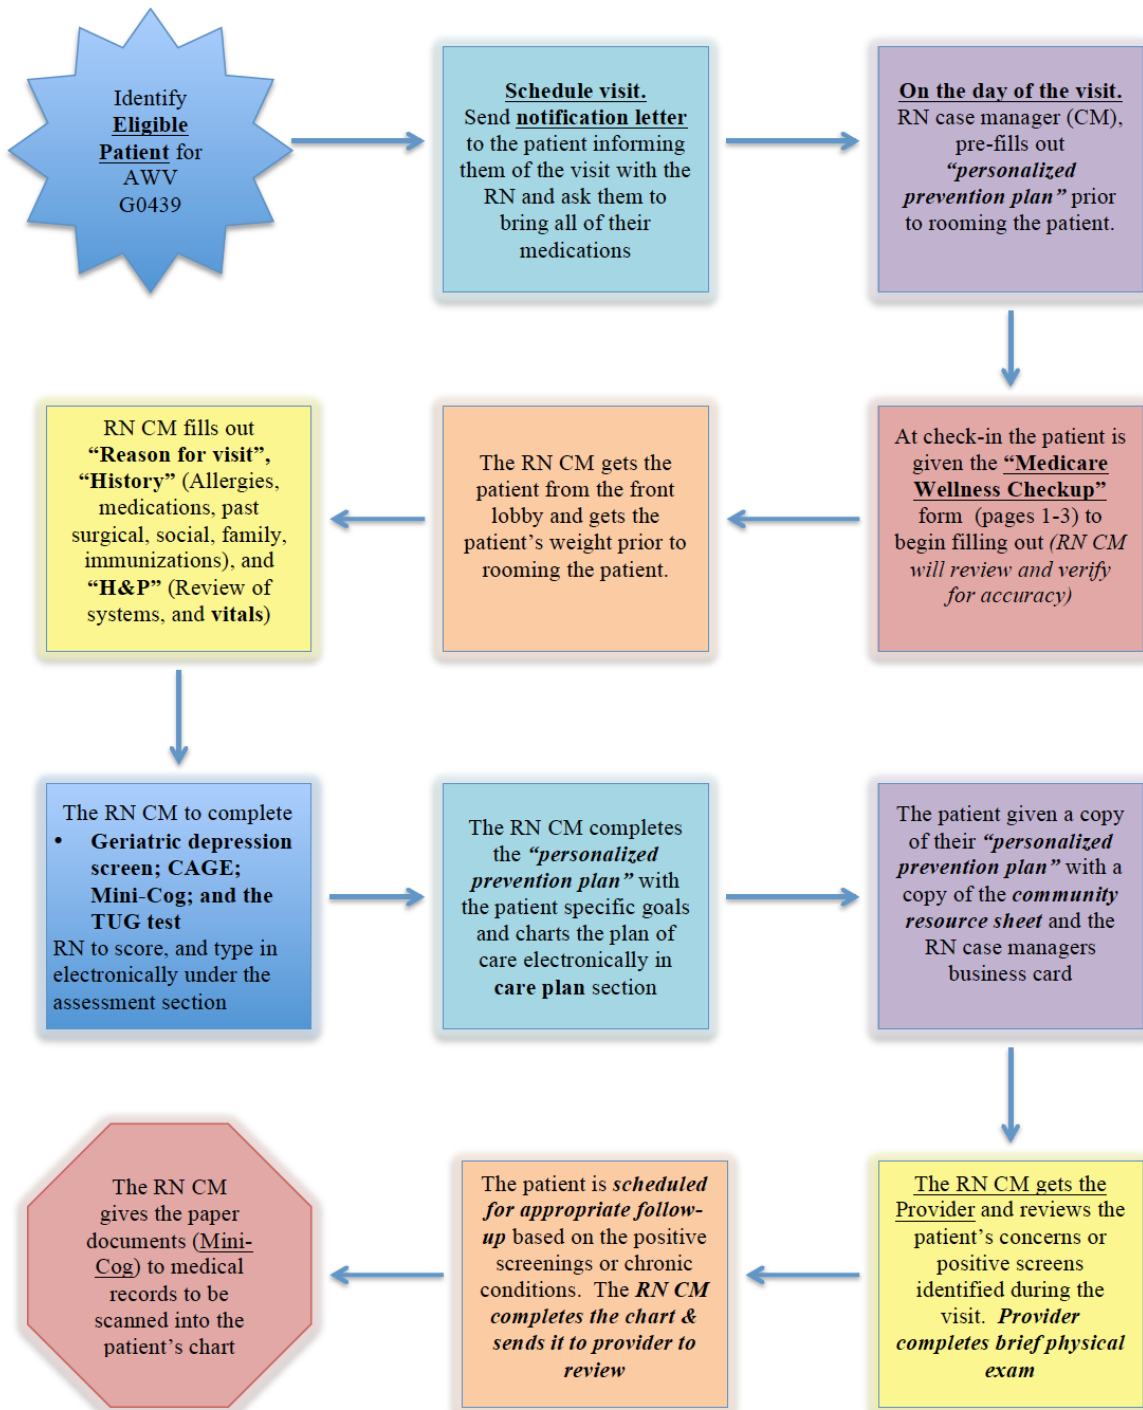 Identify
Eligible
Patient for
AWV
G0439
Schedule visit.
Send notification letter
to the patient informing
them of the visit with the
RN and ask them to
bring all of their
medications
On the day of the visit.
RN case manager (CM),
pre-fills out
“personalized
prevention plan” prior
to rooming the patient.
At check-in the patient is
given the “Medicare
Wellness Checkup”
form (pages 1-3) to
begin filling out (RN CM
will review and verify
for accuracy)
The RN CM gets the
patient from the front
lobby and gets the
patient’s weight prior to
rooming the patient.
RN CM fills out
“Reason for visit”,
“History” (Allergies,
medications, past
surgical, social, family,
immunizations), and
“H&P” (Review of
systems, and vitals)
The RN CM to complete
• Geriatric depression
screen; CAGE;
Mini-Cog; and the
TUG test
RN to score, and type in
electronically under the
assessment section
The RN CM completes
the “personalized
prevention plan” with
the patient specific goals
and charts the plan of
care electronically in
care plan section
The patient given a copy
of their “personalized
prevention plan” with a
copy of the community
resource sheet and the
RN case managers
business card
The RN CM gets the
Provider and reviews the
patient’s concerns or
positive screens
identified during the
visit. Provider
completes brief physical
exam
The patient is scheduled
for appropriate follow-
up based on the positive
screenings or chronic
conditions. The RN CM
completes the chart &
sends it to provider to
review
The RN CM
gives the paper
documents (Mini-
Cog) to medical
records to be
scanned into the
patient’s chart